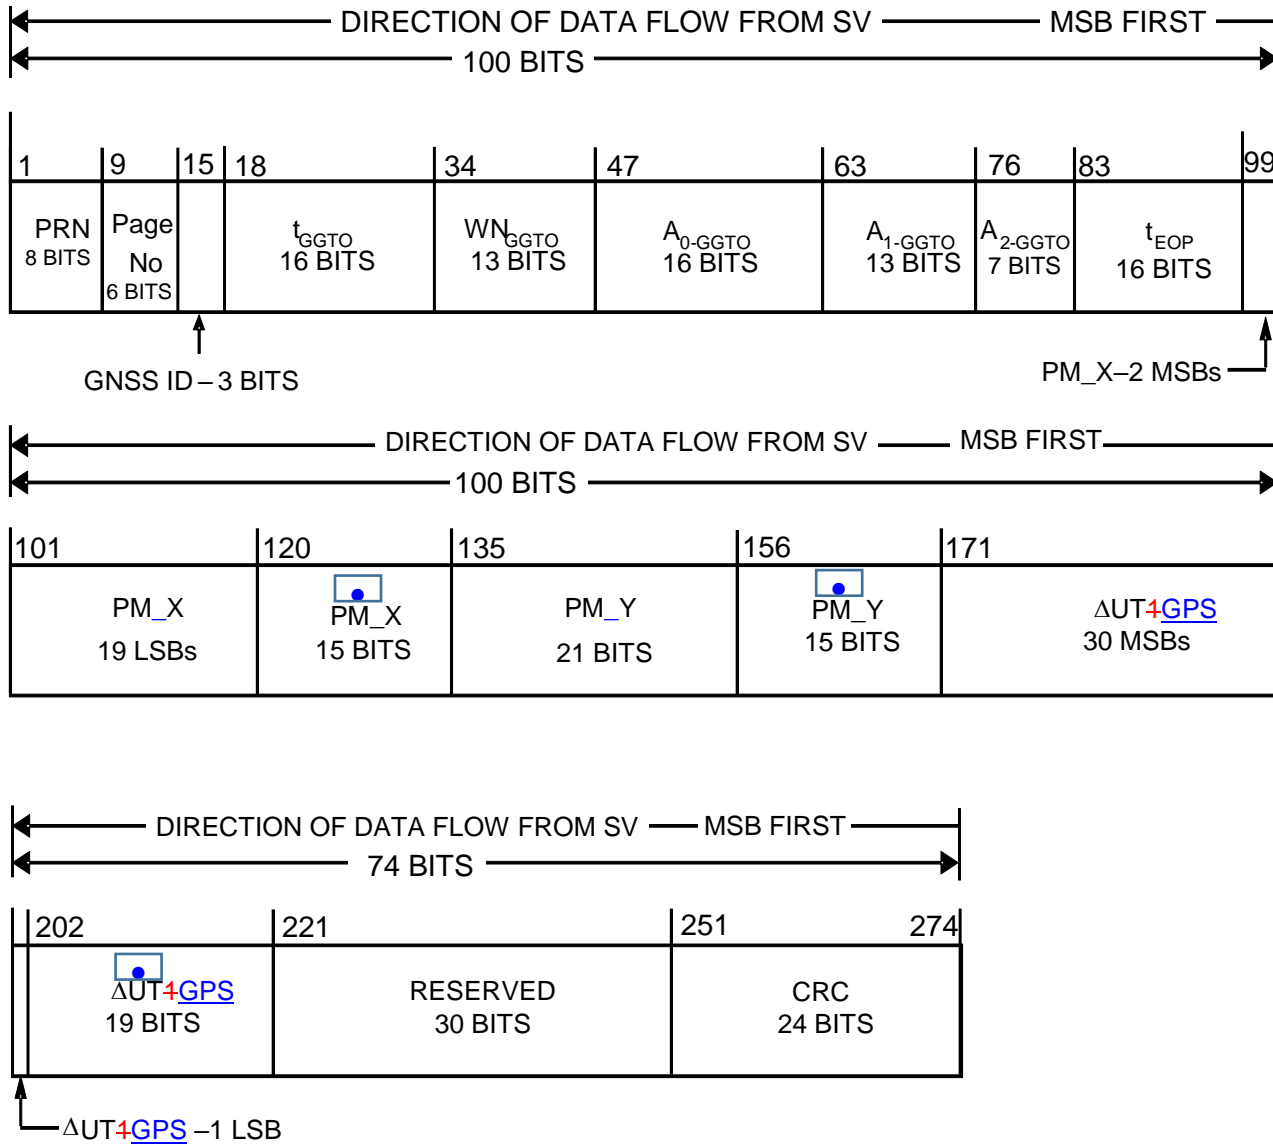 DIRECTION OF DATA FLOW FROM SV MSB FIRST
100 BITS
1 9 15 18 34 47 63 76 83 99
PRN
8 BITS
Page
No
6 BITS
tGGTO
16 BITS
WNGGTO
13 BITS
A0-GGTO
16 BITS
A1-GGTO
13 BITS
A2-GGTO
7 BITS
tEOP
16 BITS
GNSS ID – 3 BITS
PM_X–2 MSBs
DIRECTION OF DATA FLOW FROM SV MSB FIRST
100 BITS
101 120 135 156 171
PM_X
19 LSBs
•
PM_X
15 BITS
PM_Y
21 BITS
•
PM_Y
15 BITS
ΔUT1GPS
30 MSBs
DIRECTION OF DATA FLOW FROM SV MSB FIRST
74 BITS
202 221 251 274
•
ΔUT1GPS
19 BITS
RESERVED
30 BITS
CRC
24 BITS
ΔUT1GPS –1 LSB